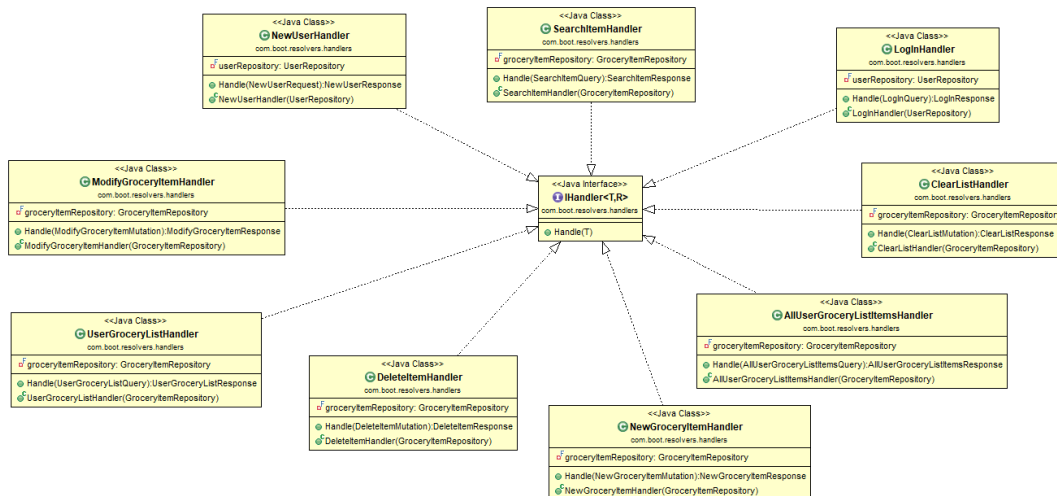 <<Java Class>>
NewUserHandler
com.boot.resolvers.handlers
userRepository: UserRepository
Handle(NewUserRequest):NewUserResponse
NewUserHandler(UserRepository)
<<Java Class>>
SearchItemHandler
com.boot.resolvers.handlers
groceryItemRepository: GroceryItemRepository
Handle(SearchItemQuery):SearchItemResponse
SearchItemHandler(GroceryItemRepository)
<<Java Class>>
LogInHandler
com.boot.resolvers.handlers
userRepository: UserRepository
Handle(LogInQuery):LogInResponse
LogInHandler(UserRepository)
<<Java Class>>
ModifyGroceryItemHandler
com.boot.resolvers.handlers
groceryItemRepository: GroceryItemRepository
Handle(ModifyGroceryItemMutation):ModifyGroceryItemResponse
ModifyGroceryItemHandler(GroceryItemRepository)
<<Java Interface>>
IHandler<T,R>
com.boot.resolvers.handlers
Handle(T)
<<Java Class>>
ClearListHandler
com.boot.resolvers.handlers
groceryItemRepository: GroceryItemRepository
Handle(ClearListMutation):ClearListResponse
ClearListHandler(GroceryItemRepository)
<<Java Class>>
UserGroceryListHandler
com.boot.resolvers.handlers
groceryItemRepository: GroceryItemRepository
Handle(UserGroceryListQuery):UserGroceryListResponse
UserGroceryListHandler(GroceryItemRepository)
<<Java Class>>
DeleteItemHandler
com.boot.resolvers.handlers
groceryItemRepository: GroceryItemRepository
Handle(DeleteItemMutation):DeleteItemResponse
DeleteItemHandler(GroceryItemRepository)
<<Java Class>>
AllUserGroceryListItemsHandler
com.boot.resolvers.handlers
groceryItemRepository: GroceryItemRepository
Handle(AllUserGroceryListItemsQuery):AllUserGroceryListItemsResponse
AllUserGroceryListItemsHandler(GroceryItemRepository)
<<Java Class>>
NewGroceryItemHandler
com.boot.resolvers.handlers
groceryItemRepository: GroceryItemRepository
Handle(NewGroceryItemMutation):NewGroceryItemResponse
NewGroceryItemHandler(GroceryItemRepository)